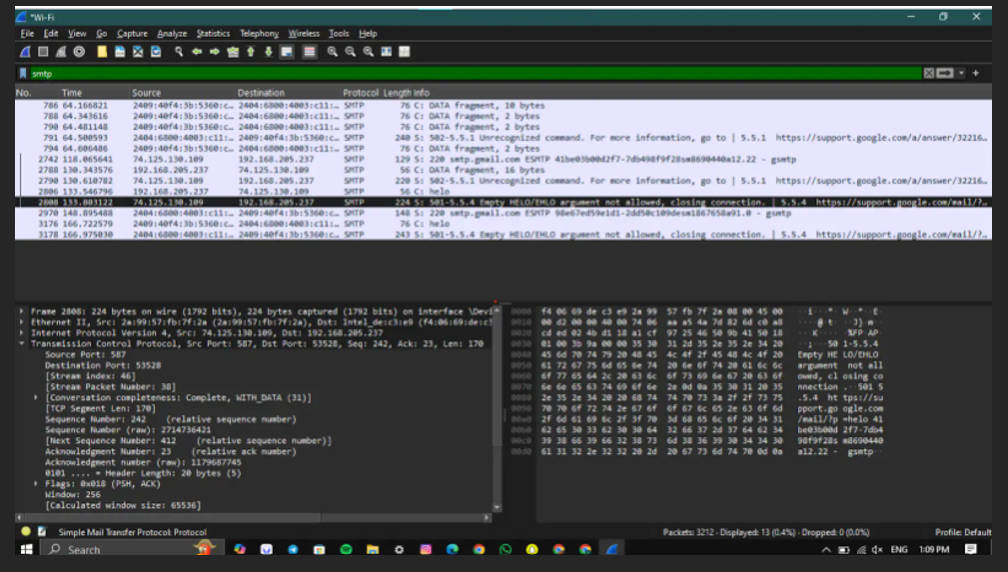 *Wi-Fi
File Edit View Go Capture Analyze Statistics Telephony Wireless Tools Help
smtp
No. Time Source Destination Protocol Length Info
786 64.166821 2409:40f4:3b:5360:c… 2404:6800:4003:c11:… SMTP 76 C: DATA fragment, 10 bytes
788 64.343616 2409:40f4:3b:5360:c… 2404:6800:4003:c11:… SMTP 76 C: DATA fragment, 2 bytes
790 64.481148 2409:40f4:3b:5360:c… 2404:6800:4003:c11:… SMTP 76 C: DATA fragment, 2 bytes
791 64.500593 2404:6800:4003:c11:… 2409:40f4:3b:5360:c… SMTP 240 S: 502-5.5.1 Unrecognized command. For more information, go to | 5.5.1 https://support.google.com/a/answer/32216…
794 64.606486 2409:40f4:3b:5360:c… 2404:6800:4003:c11:… SMTP 76 C: DATA fragment, 2 bytes
2742 118.065641 74.125.130.109 192.168.205.237 SMTP 129 S: 220 smtp.gmail.com ESMTP 41be03b00d2f7-7db498f9f28sm8690440a12.22 - gsmtp
2788 130.343576 192.168.205.237 74.125.130.109 SMTP 56 C: DATA fragment, 16 bytes
2790 130.610782 74.125.130.109 192.168.205.237 SMTP 220 S: 502-5.5.1 Unrecognized command. For more information, go to | 5.5.1 https://support.google.com/a/answer/32216…
2806 133.546796 192.168.205.237 74.125.130.109 SMTP 56 C: helo
2808 133.803122 74.125.130.109 192.168.205.237 SMTP 224 S: 501-5.5.4 Empty HELO/EHLO argument not allowed, closing connection. | 5.5.4 https://support.google.com/mail/?…
2970 148.895488 2404:6800:4003:c11:… 2409:40f4:3b:5360:c… SMTP 148 S: 220 smtp.gmail.com ESMTP 98e67ed59e1d1-2dd50c109desm1867658a91.0 - gsmtp
3176 166.722579 2409:40f4:3b:5360:c… 2404:6800:4003:c11:… SMTP 76 C: helo
3178 166.975030 2404:6800:4003:c11:… 2409:40f4:3b:5360:c… SMTP 243 S: 501-5.5.4 Empty HELO/EHLO argument not allowed, closing connection. | 5.5.4 https://support.google.com/mail/?…
Frame 2808: 224 bytes on wire (1792 bits), 224 bytes captured (1792 bits) on interface \Devi
Ethernet II, Src: 2a:99:57:fb:7f:2a (2a:99:57:fb:7f:2a), Dst: Intel_de:c3:e9 (f4:06:69:de:c3
Internet Protocol Version 4, Src: 74.125.130.109, Dst: 192.168.205.237
Transmission Control Protocol, Src Port: 587, Dst Port: 53528, Seq: 242, Ack: 23, Len: 170
Source Port: 587
Destination Port: 53528
[Stream index: 46]
[Stream Packet Number: 38]
[Conversation completeness: Complete, WITH_DATA (31)]
[TCP Segment Len: 170]
Sequence Number: 242 (relative sequence number)
Sequence Number (raw): 2714736421
[Next Sequence Number: 412 (relative sequence number)]
Acknowledgment Number: 23 (relative ack number)
Acknowledgment number (raw): 1179687745
0101 .... = Header Length: 20 bytes (5)
Flags: 0x018 (PSH, ACK)
Window: 256
[Calculated window size: 65536]
0000 f4 06 69 de c3 e9 2a 99 57 fb 7f 2a 08 00 45 00
0010 00 d2 00 00 40 00 74 06 aa a5 4a 7d 82 6d c0 a8
0020 cd ed 02 4b d1 18 a1 cf 97 25 46 50 9b 41 50 18
0030 01 00 3b 9a 00 00 35 30 31 2d 35 2e 35 2e 34 20
0040 45 6d 70 74 79 20 48 45 4c 4f 2f 45 48 4c 4f 20 Empty HE LO/EHLO
0050 61 72 67 75 6d 65 6e 74 20 6e 6f 74 20 61 6c 6c argument not all
0060 6f 77 65 64 2c 20 63 6c 6f 73 69 6e 67 20 63 6f owed, cl osing co
0070 6e 6e 65 63 74 69 6f 6e 2e 0d 0a 35 30 31 20 35 nnection . 501 5
0080 2e 35 2e 34 20 20 68 74 74 70 73 3a 2f 2f 73 75 .5.4 ht tps://su
0090 70 70 6f 72 74 2e 67 6f 6f 67 6c 65 2e 63 6f 6d pport.go ogle.com
00a0 2f 6d 61 69 6c 2f 3f 70 3d 68 65 6c 6f 20 34 31 /mail/?p =helo 41
00b0 62 65 30 33 62 30 30 64 32 66 37 2d 37 64 62 34 be03b00d 2f7-7db4
00c0 39 38 66 39 66 32 38 73 6d 38 36 39 30 34 34 30 98f9f28s m8690440
00d0 61 31 32 2e 32 32 20 2d 20 67 73 6d 74 70 0d 0a a12.22 - gsmtp
Simple Mail Transfer Protocol: Protocol
Packets: 3212 · Displayed: 13 (0.4%) · Dropped: 0 (0.0%)
Profile: Default
Search
ENG 1:09 PM